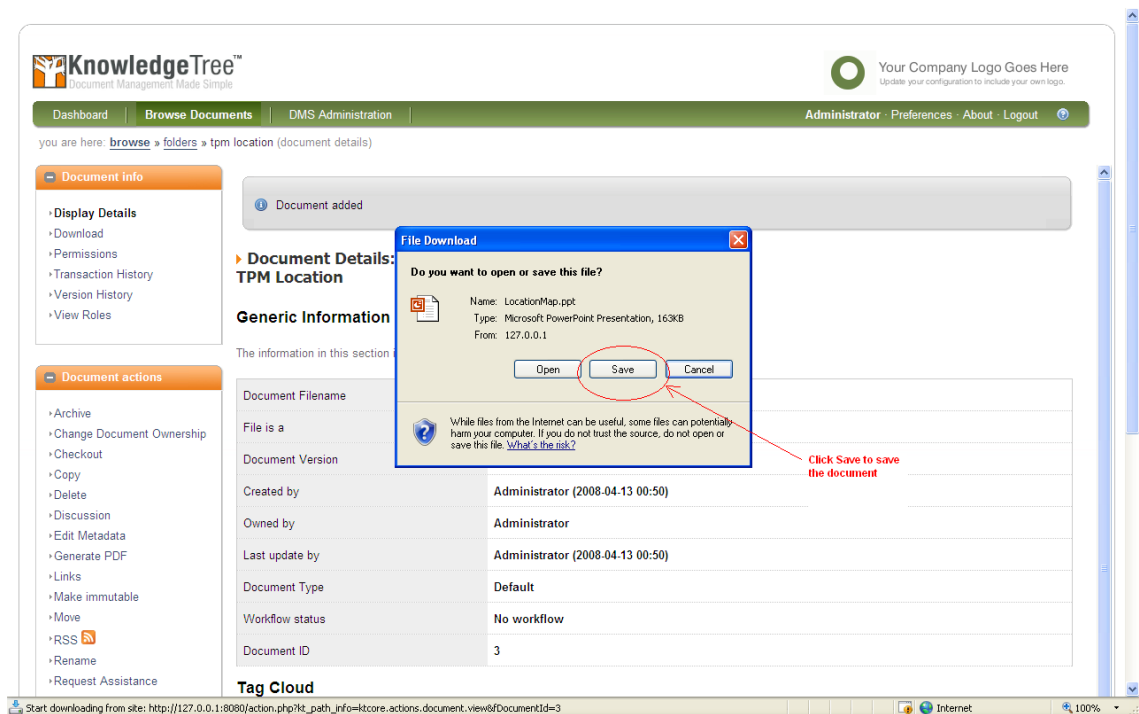 KnowledgeTree™
Document Management Made Simple
Your Company Logo Goes Here
Update your configuration to include your own logo.
Dashboard
Browse Documents
DMS Administration
Administrator · Preferences · About · Logout
you are here: browse » folders » tpm location (document details)
Document info
Display Details
Download
Permissions
Transaction History
Version History
View Roles
Document actions
Archive
Change Document Ownership
Checkout
Copy
Delete
Discussion
Edit Metadata
Generate PDF
Links
Make immutable
Move
RSS
Rename
Request Assistance
Document added
Document Details:
TPM Location
Generic Information
The information in this section
Document Filename
File is a
Document Version
Created by
Administrator (2008-04-13 00:50)
Owned by
Administrator
Last update by
Administrator (2008-04-13 00:50)
Document Type
Default
Workflow status
No workflow
Document ID
3
Tag Cloud
File Download
Do you want to open or save this file?
Name: LocationMap.ppt
Type: Microsoft PowerPoint Presentation, 163KB
From: 127.0.0.1
Open
Save
Cancel
While files from the Internet can be useful, some files can potentially
harm your computer. If you do not trust the source, do not open or
save this file. What's the risk?
Click Save to save
the document
Start downloading from site: http://127.0.0.1:8080/action.php?kt_path_info=ktcore.actions.document.view&fDocumentId=3
Internet
100%